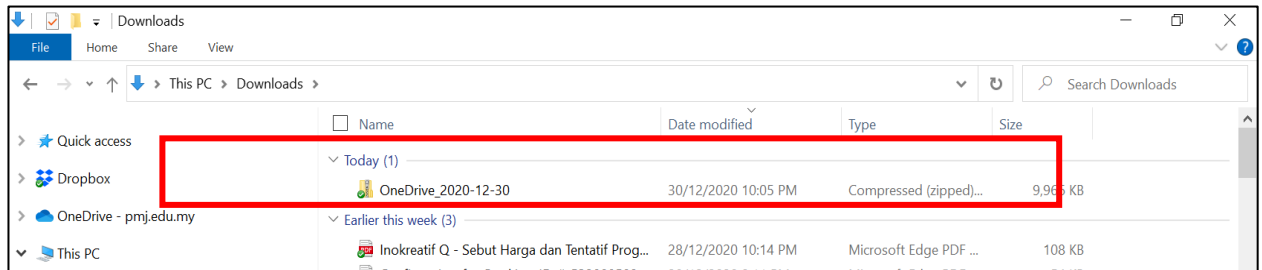 Downloads
File Home Share View
This PC > Downloads >
Search Downloads
Name Date modified Type Size
Quick access
Today (1)
Dropbox
OneDrive_2020-12-30 30/12/2020 10:05 PM Compressed (zipped)... KB
OneDrive - pmj.edu.my
Earlier this week (3)
This PC
Inokreatif Q - Sebut Harga dan Tentatif Prog... 28/12/2020 10:14 PM Microsoft Edge PDF ... 108 KB